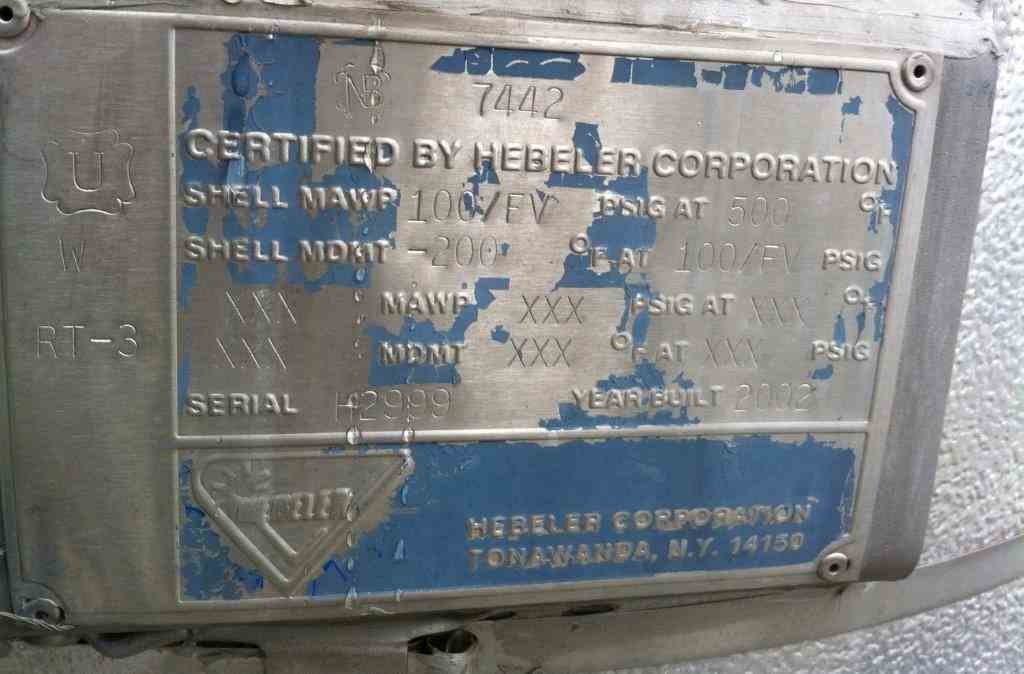 NB 7442
U
W
RT-3
CERTIFIED BY HEBELER CORPORATION
SHELL MAWP 100/FV PSIG AT 500 °F
SHELL MDMT -200 °F AT 100/FV PSIG
XXX MAWP XXX PSIG AT XXX °F
XXX MDMT XXX °F AT XXX PSIG
SERIAL H2999 YEAR BUILT 2002
HEBELER
HEBELER CORPORATION
TONAWANDA, N.Y. 14150